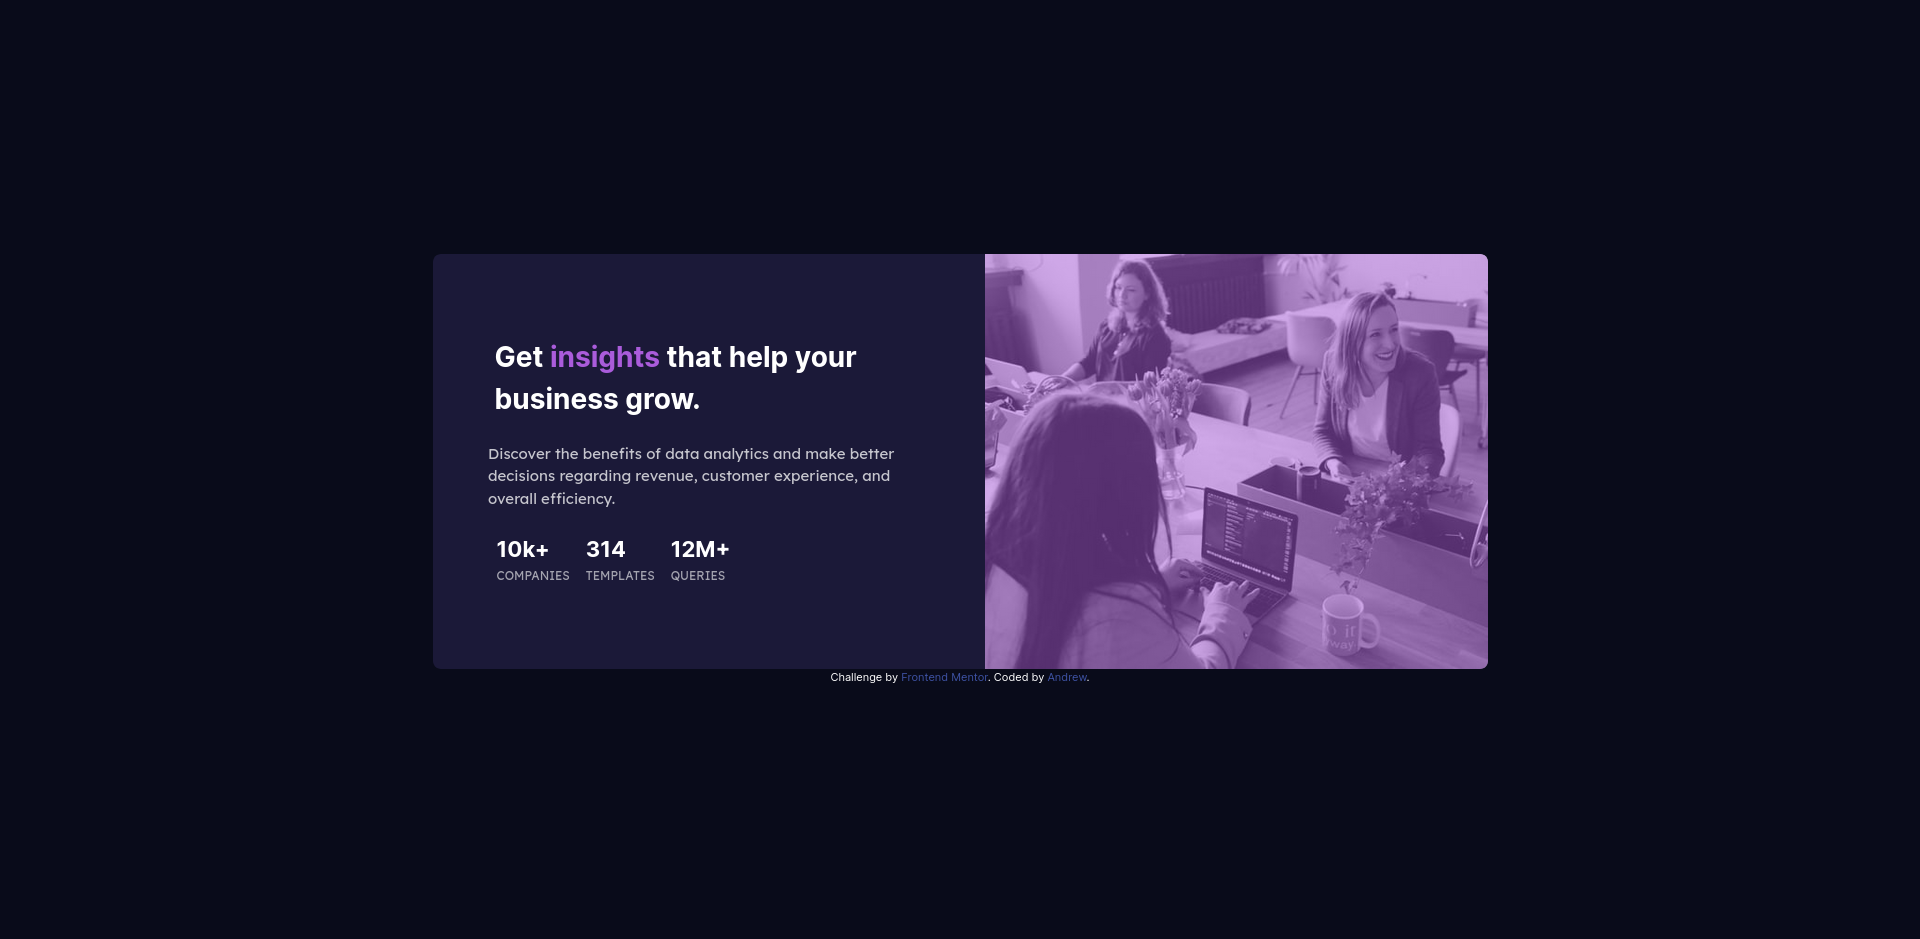 Get insights that help your
business grow.
Discover the benefits of data analytics and make better
decisions regarding revenue, customer experience, and
overall efficiency.
10k+ 314 12M+
COMPANIES TEMPLATES QUERIES
it
Challenge by Frontend Mentor. Coded by Andrew.